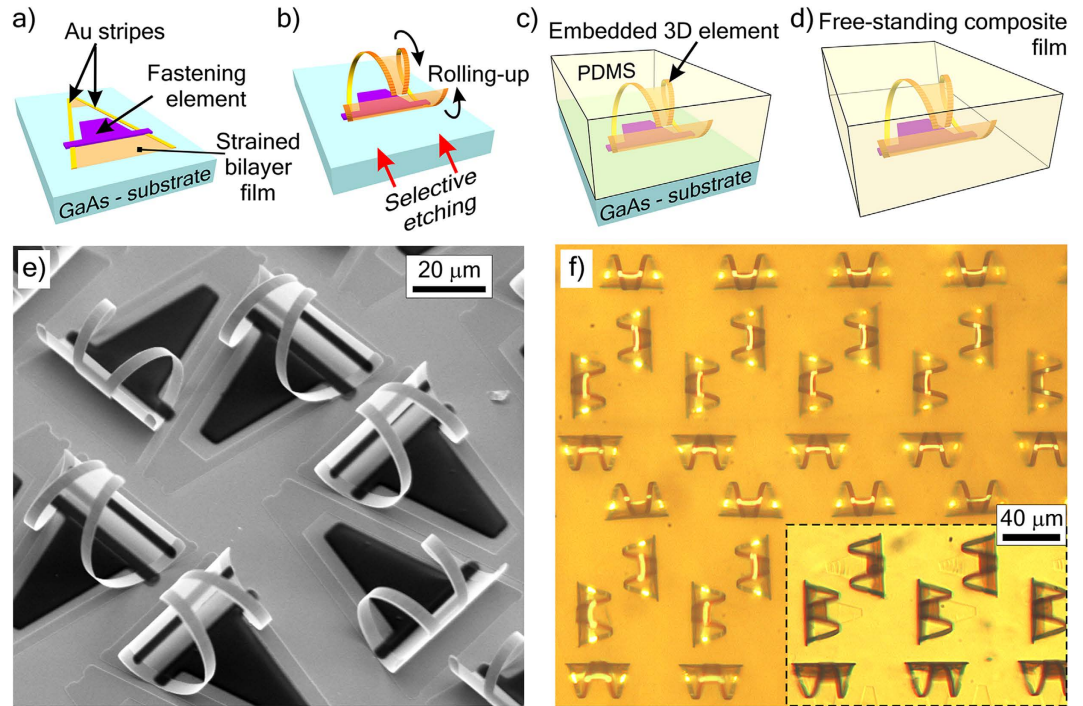 a)
Au stripes
Fastening
element
Strained
bilayer
film
GaAs - substrate
b)
Rolling-up
Selective
etching
c)
Embedded 3D element
PDMS
GaAs - substrate
d)
Free-standing composite
film
e)
20 μm
f)
40 μm